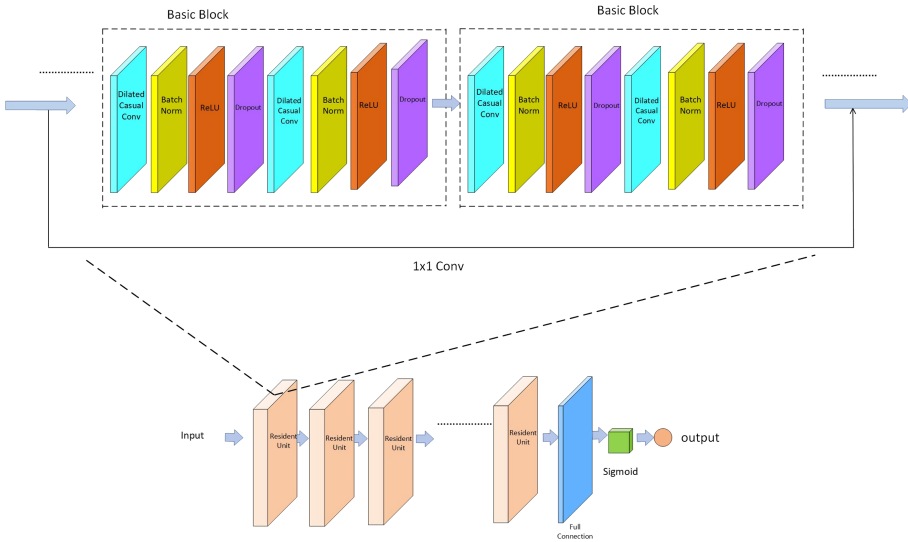 Basic Block
Basic Block
Dilated
Casual
Conv
Batch
Norm
ReLU
Dropout
Dilated
Casual
Conv
Batch
Norm
ReLU
Dropout
Dilated
Casual
Conv
Batch
Norm
ReLU
Dropout
Dilated
Casual
Conv
Batch
Norm
ReLU
Dropout
1x1 Conv
Input
Resident
Unit
Resident
Unit
Resident
Unit
Resident
Unit
Full
Connection
Sigmoid
output